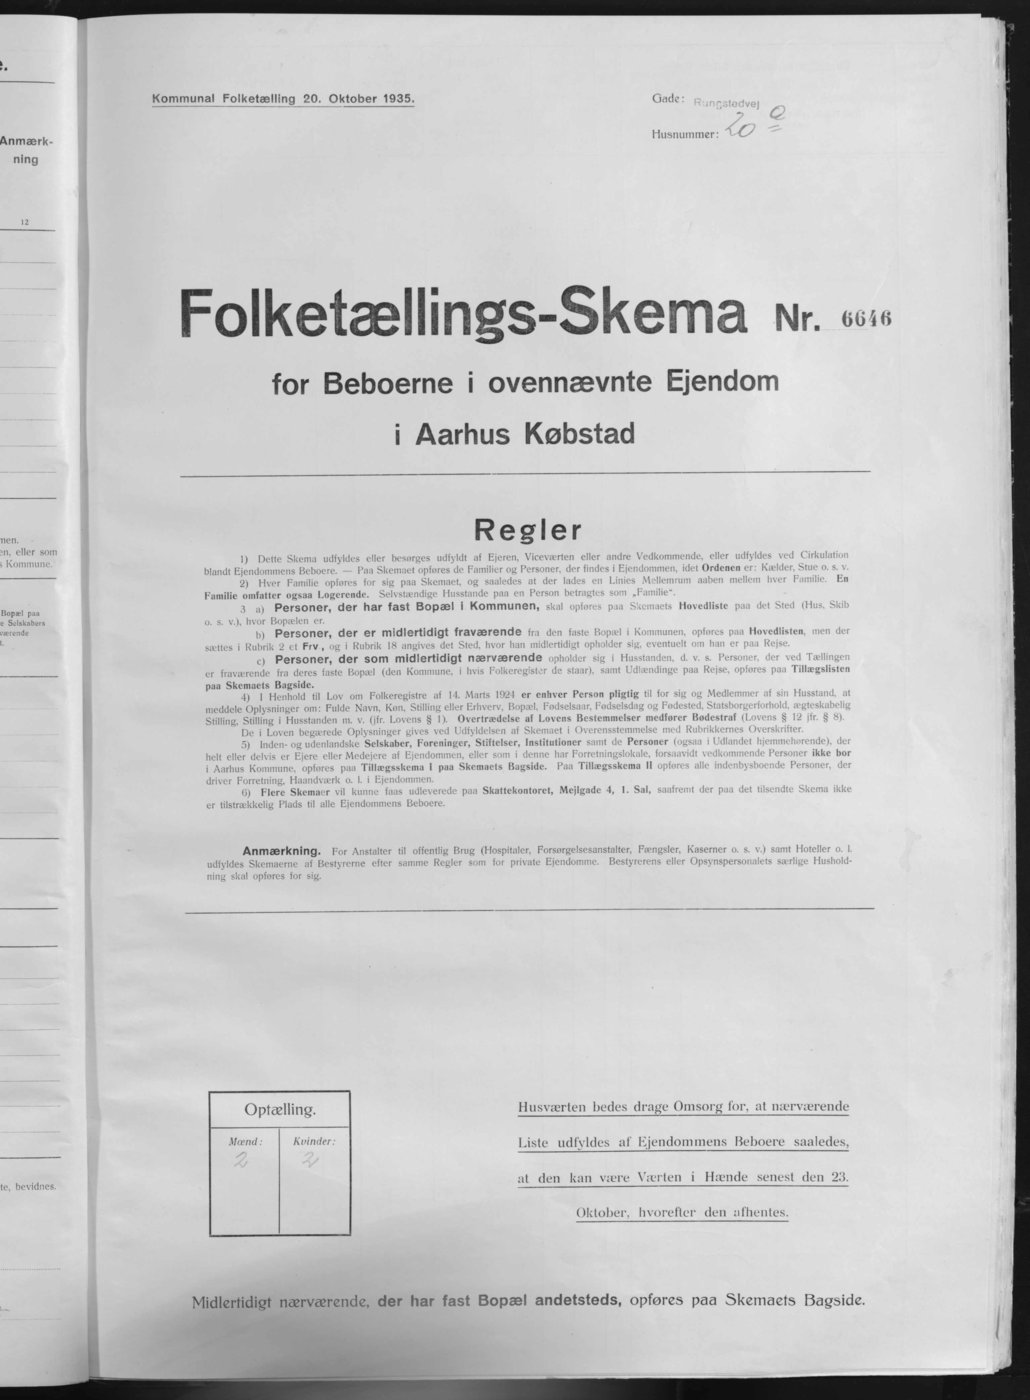 e.
Anmærk-
ning
12
men.
en, eller som
s Kommune.
Bopæl paa
e Selskabers
værende
te, bevidnes.
Kommunal Folketælling 20. Oktober 1935.
Gade: Rungstedvej
Husnummer: 20 a
Folketællings-Skema Nr. 6646
for Beboerne i ovennævnte Ejendom
i Aarhus Købstad
Regler
1) Dette Skema udfyldes eller besørges udfyldt af Ejeren, Viceværten eller andre Vedkommende, eller udfyldes ved Cirkulation
blandt Ejendommens Beboere. — Paa Skemaet opføres de Familier og Personer, der findes i Ejendommen, idet Ordenen er: Kælder, Stue o. s. v.
2) Hver Familie opføres for sig paa Skemaet, og saaledes at der lades en Linies Mellemrum aaben mellem hver Familie. En
Familie omfatter ogsaa Logerende. Selvstændige Husstande paa en Person betragtes som „Familie“.
3 a) Personer, der har fast Bopæl i Kommunen, skal opføres paa Skemaets Hovedliste paa det Sted (Hus, Skib
o. s. v.), hvor Bopælen er.
b) Personer, der er midlertidigt fraværende fra den faste Bopæl i Kommunen, opføres paa Hovedlisten, men der
sættes i Rubrik 2 et Frv., og i Rubrik 18 angives det Sted, hvor han midlertidigt opholder sig, eventuelt om han er paa Rejse.
c) Personer, der som midlertidigt nærværende opholder sig i Husstanden, d. v. s. Personer, der ved Tællingen
er fraværende fra deres faste Bopæl (den Kommune, i hvis Folkeregister de staar), samt Udlændinge paa Rejse, opføres paa Tillægslisten
paa Skemaets Bagside.
4) I Henhold til Lov om Folkeregistre af 14. Marts 1924 er enhver Person pligtig til for sig og Medlemmer af sin Husstand, at
meddele Oplysninger om: Fulde Navn, Køn, Stilling eller Erhverv, Bopæl, Fødselsaar, Fødselsdag og Fødested, Statsborgerforhold, ægteskabelig
Stilling, Stilling i Husstanden m. v. (jfr. Lovens § 1). Overtrædelse af Lovens Bestemmelser medfører Bødestraf (Lovens § 12 jfr. § 8).
De i Loven begærede Oplysninger gives ved Udfyldelsen af Skemaet i Overensstemmelse med Rubrikkernes Overskrifter.
5) Inden- og udenlandske Selskaber, Foreninger, Stiftelser, Institutioner samt de Personer (ogsaa i Udlandet hjemmehørende), der
helt eller delvis er Ejere eller Medejere af Ejendommen, eller som i denne har Forretningslokale, forsaavidt vedkommende Personer ikke bor
i Aarhus Kommune, opføres paa Tillægsskema I paa Skemaets Bagside. Paa Tillægsskema II opføres alle indenbysboende Personer, der
driver Forretning, Haandværk o. l. i Ejendommen.
6) Flere Skemaer vil kunne faas udleverede paa Skattekontoret, Mejlgade 4, 1. Sal, saafremt der paa det tilsendte Skema ikke
er tilstrækkelig Plads til alle Ejendommens Beboere.
Anmærkning. For Anstalter til offentlig Brug (Hospitaler, Forsørgelsesanstalter, Fængsler, Kaserner o. s. v.) samt Hoteller o. l.
udfyldes Skemaerne af Bestyrerne efter samme Regler som for private Ejendomme. Bestyrerens eller Opsynspersonalets særlige Hushold-
ning skal opføres for sig.
Optælling.
Mænd: Kvinder:
2 2
Husværten bedes drage Omsorg for, at nærværende
Liste udfyldes af Ejendommens Beboere saaledes,
at den kan være Værten i Hænde senest den 23.
Oktober, hvorefter den afhentes.
Midlertidigt nærværende, der har fast Bopæl andetsteds, opføres paa Skemaets Bagside.